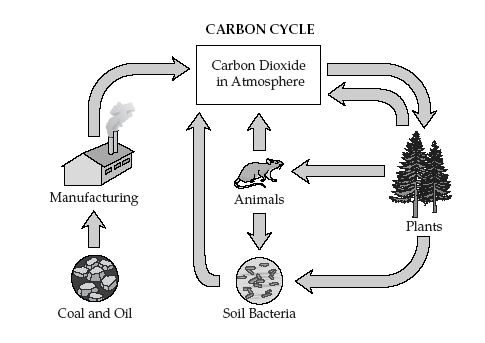 CARBON CYCLE
Carbon Dioxide
in Atmosphere
Manufacturing
Animals
Plants
Coal and Oil
Soil Bacteria